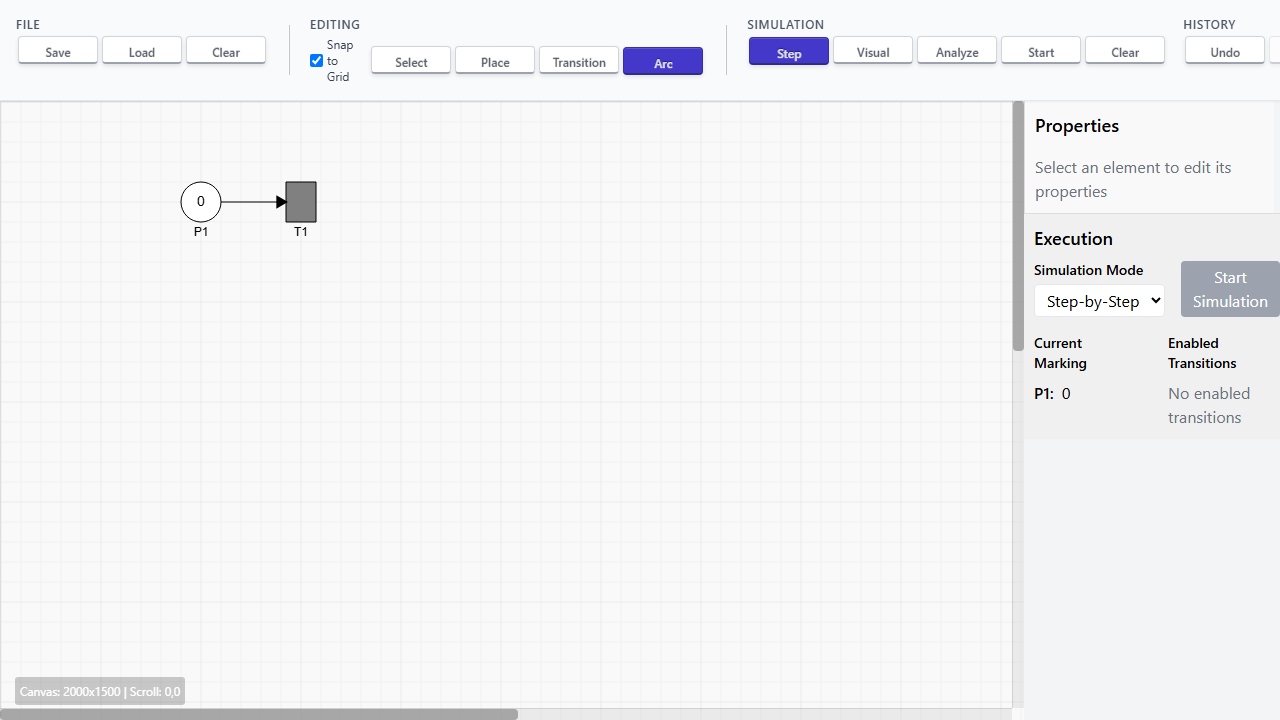 FILE
Save
Load
Clear
EDITING
Snap
to
Grid
Select
Place
Transition
Arc
SIMULATION
Step
Visual
Analyze
Start
Clear
HISTORY
Undo
0
P1
T1
Canvas: 2000x1500 | Scroll: 0,0
Properties
Select an element to edit its
properties
Execution
Simulation Mode
Step-by-Step
Start
Simulation
Current
Marking
P1: 0
Enabled
Transitions
No enabled
transitions